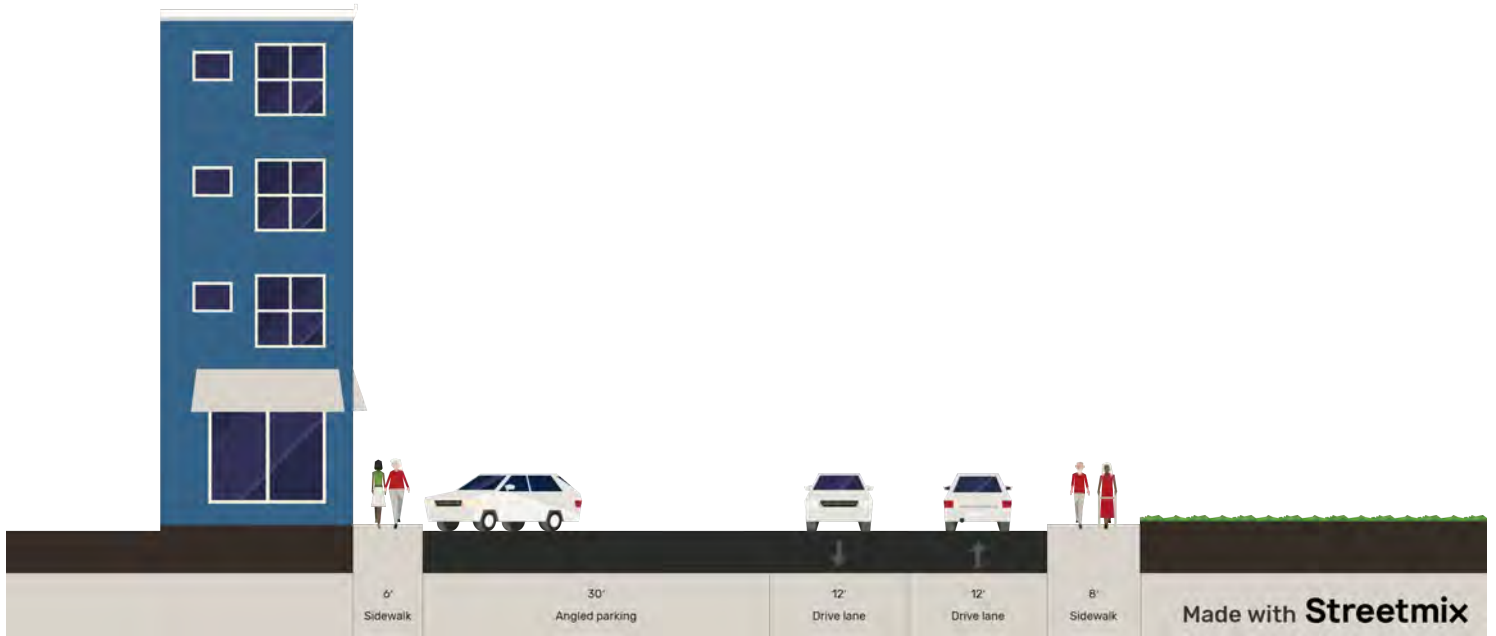 6'
Sidewalk
30'
Angled parking
12'
Drive lane
12'
Drive lane
8'
Sidewalk
Made with Streetmix